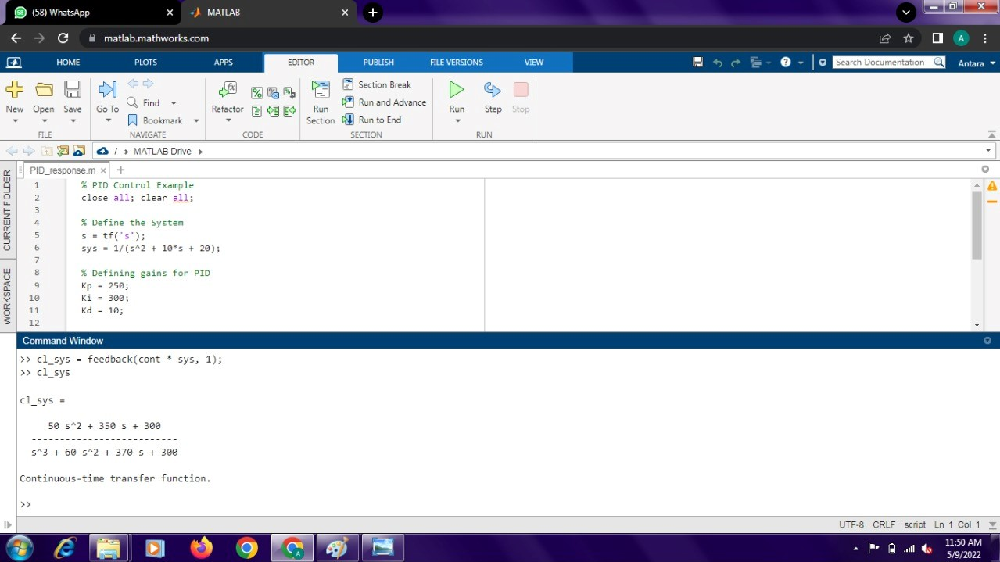 (58) WhatsApp
MATLAB
matlab.mathworks.com
A
HOME PLOTS APPS EDITOR PUBLISH FILE VERSIONS VIEW
Search Documentation
Antara
New Open Save
FILE
Go To
Find
Bookmark
NAVIGATE
Refactor
CODE
Run Section
Section Break
Run and Advance
Run to End
SECTION
Run Step Stop
RUN
/ > MATLAB Drive >
CURRENT FOLDER
WORKSPACE
PID_response.m
1 % PID Control Example
2 close all; clear all;
3
4 % Define the System
5 s = tf('s');
6 sys = 1/(s^2 + 10*s + 20);
7
8 % Defining gains for PID
9 Kp = 250;
10 Ki = 300;
11 Kd = 10;
12
Command Window
>> cl_sys = feedback(cont * sys, 1);
>> cl_sys
cl_sys =
50 s^2 + 350 s + 300
--------------------------
s^3 + 60 s^2 + 370 s + 300
Continuous-time transfer function.
>>
UTF-8 CRLF script Ln 1 Col 1
11:50 AM
5/9/2022